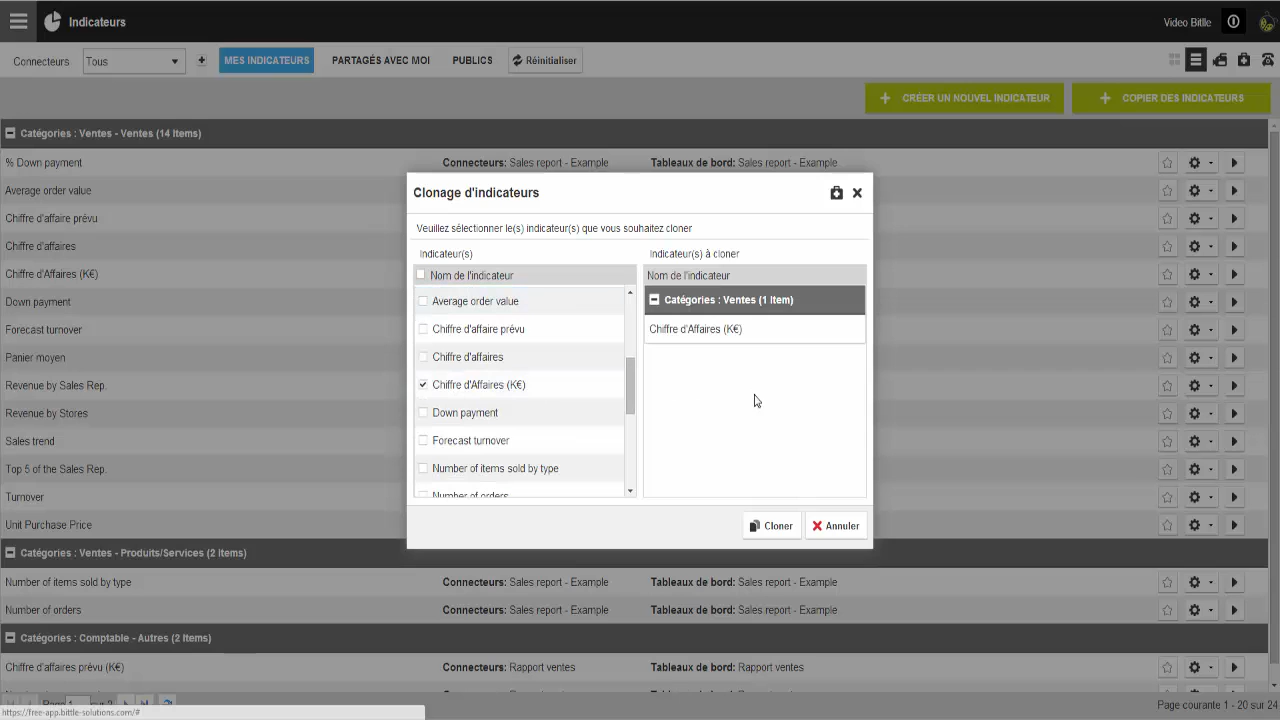 Indicateurs
Video Bitlle
Connecteurs
Tous
MES INDICATEURS
PARTAGÉS AVEC MOI
PUBLICS
Réinitialiser
CRÉER UN NOUVEL INDICATEUR
COPIER DES INDICATEURS
Catégories : Ventes - Ventes (14 Items)
% Down payment
Connecteurs: Sales report - Example
Tableaux de bord: Sales report - Example
Average order value
Chiffre d'affaire prévu
Chiffre d'affaires
Chiffre d'Affaires (K€)
Down payment
Forecast turnover
Panier moyen
Revenue by Sales Rep.
Revenue by Stores
Sales trend
Top 5 of the Sales Rep.
Turnover
Unit Purchase Price
Clonage d'indicateurs
Veuillez sélectionner le(s) indicateur(s) que vous souhaitez cloner
Indicateur(s)
Nom de l'indicateur
Average order value
Chiffre d'affaire prévu
Chiffre d'affaires
Chiffre d'Affaires (K€)
Down payment
Forecast turnover
Number of items sold by type
Number of orders
Indicateur(s) à cloner
Nom de l'indicateur
Catégories : Ventes (1 Item)
Chiffre d'Affaires (K€)
Cloner
Annuler
Catégories : Ventes - Produits/Services (2 Items)
Number of items sold by type
Connecteurs: Sales report - Example
Tableaux de bord: Sales report - Example
Number of orders
Connecteurs: Sales report - Example
Tableaux de bord: Sales report - Example
Catégories : Comptable - Autres (2 Items)
Chiffre d'affaires prévu (K€)
Connecteurs: Rapport ventes
Tableaux de bord: Rapport ventes
Page 1 sur 2
Page courante 1 - 20 sur 24
https://free-app.bittle-solutions.com/#